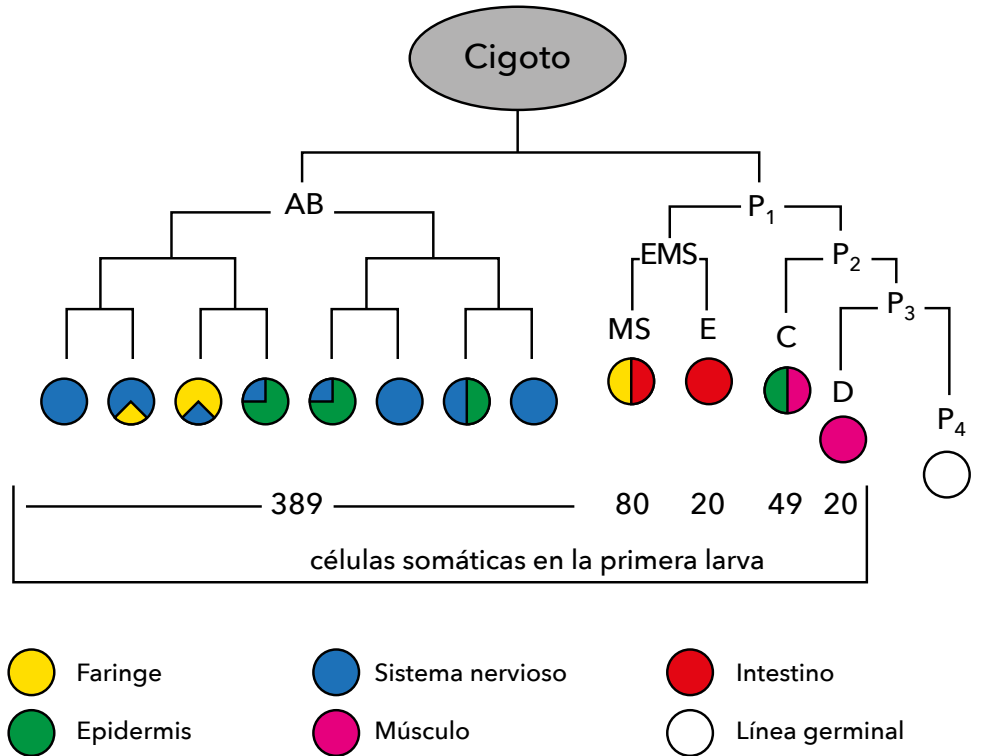 Cigoto
AB
P₁
EMS
P₂
MS
E
C
P₃
D
P₄
389
80
20
49
20
células somáticas en la primera larva
Faringe
Sistema nervioso
Intestino
Epidermis
Músculo
Línea germinal